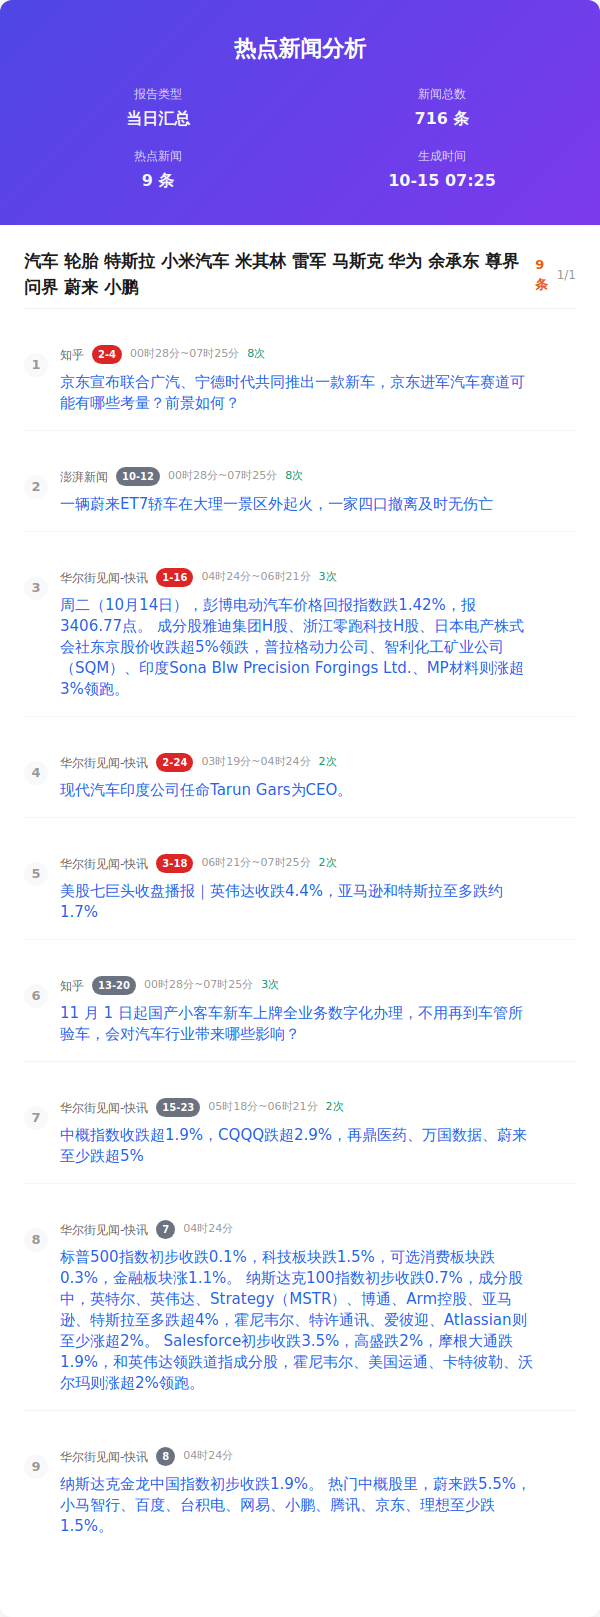 热点新闻分析
报告类型
当日汇总
新闻总数
716 条
热点新闻
9 条
生成时间
10-15 07:25
汽车 轮胎 特斯拉 小米汽车 米其林 雷军 马斯克 华为 余承东 尊界
问界 蔚来 小鹏
9
条
1/1
1
知乎 2-4 00时28分~07时25分 8次
京东宣布联合广汽、宁德时代共同推出一款新车，京东进军汽车赛道可
能有哪些考量？前景如何？
2
澎湃新闻 10-12 00时28分~07时25分 8次
一辆蔚来ET7轿车在大理一景区外起火，一家四口撤离及时无伤亡
3
华尔街见闻-快讯 1-16 04时24分~06时21分 3次
周二（10月14日），彭博电动汽车价格回报指数跌1.42%，报
3406.77点。 成分股雅迪集团H股、浙江零跑科技H股、日本电产株式
会社东京股价收跌超5%领跌，普拉格动力公司、智利化工矿业公司
（SQM）、印度Sona Blw Precision Forgings Ltd.、MP材料则涨超
3%领跑。
4
华尔街见闻-快讯 2-24 03时19分~04时24分 2次
现代汽车印度公司任命Tarun Gars为CEO。
5
华尔街见闻-快讯 3-18 06时21分~07时25分 2次
美股七巨头收盘播报｜英伟达收跌4.4%，亚马逊和特斯拉至多跌约
1.7%
6
知乎 13-20 00时28分~07时25分 3次
11 月 1 日起国产小客车新车上牌全业务数字化办理，不用再到车管所
验车，会对汽车行业带来哪些影响？
7
华尔街见闻-快讯 15-23 05时18分~06时21分 2次
中概指数收跌超1.9%，CQQQ跌超2.9%，再鼎医药、万国数据、蔚来
至少跌超5%
8
华尔街见闻-快讯 7 04时24分
标普500指数初步收跌0.1%，科技板块跌1.5%，可选消费板块跌
0.3%，金融板块涨1.1%。 纳斯达克100指数初步收跌0.7%，成分股
中，英特尔、英伟达、Strategy（MSTR）、博通、Arm控股、亚马
逊、特斯拉至多跌超4%，霍尼韦尔、特许通讯、爱彼迎、Atlassian则
至少涨超2%。 Salesforce初步收跌3.5%，高盛跌2%，摩根大通跌
1.9%，和英伟达领跌道指成分股，霍尼韦尔、美国运通、卡特彼勒、沃
尔玛则涨超2%领跑。
9
华尔街见闻-快讯 8 04时24分
纳斯达克金龙中国指数初步收跌1.9%。 热门中概股里，蔚来跌5.5%，
小马智行、百度、台积电、网易、小鹏、腾讯、京东、理想至少跌
1.5%。